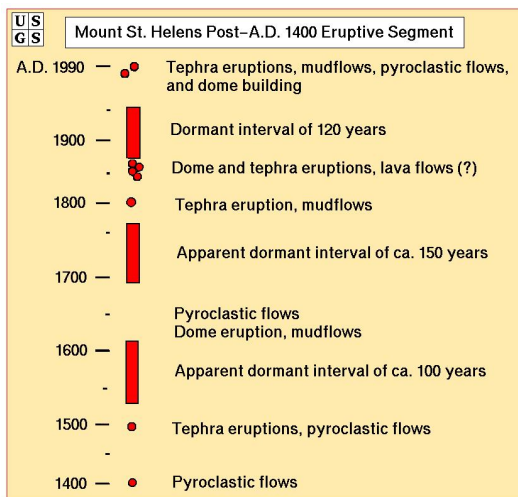 US
GS
Mount St. Helens Post–A.D. 1400 Eruptive Segment
A.D. 1990 Tephra eruptions, mudflows, pyroclastic flows,
and dome building
Dormant interval of 120 years
1900
Dome and tephra eruptions, lava flows (?)
1800 Tephra eruption, mudflows
Apparent dormant interval of ca. 150 years
1700
Pyroclastic flows
Dome eruption, mudflows
1600
Apparent dormant interval of ca. 100 years
1500 Tephra eruptions, pyroclastic flows
1400 Pyroclastic flows